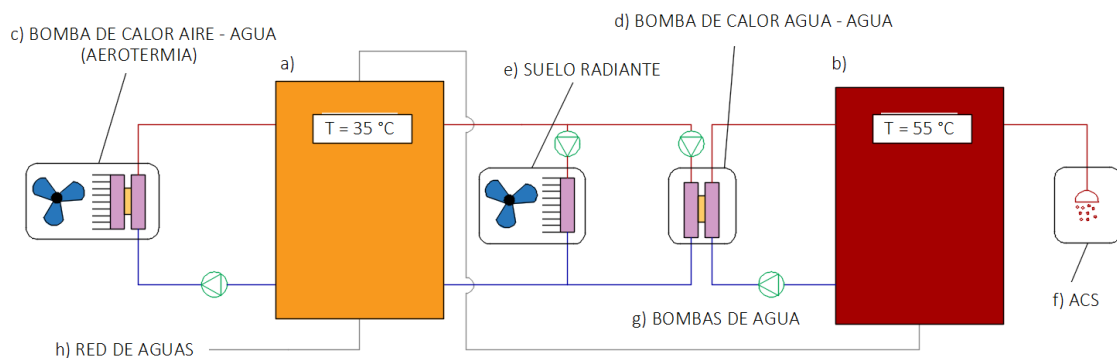 c) BOMBA DE CALOR AIRE - AGUA
(AEROTERMIA)
a)
e) SUELO RADIANTE
d) BOMBA DE CALOR AGUA - AGUA
b)
T = 35 °C
T = 55 °C
g) BOMBAS DE AGUA
f) ACS
h) RED DE AGUAS